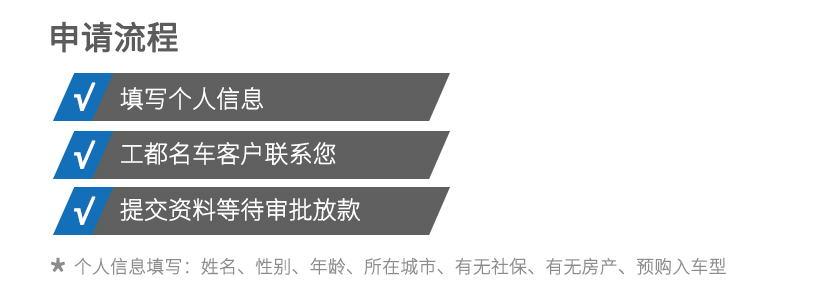 申请流程
填写个人信息
工都名车客户联系您
提交资料等待审批放款
* 个人信息填写：姓名、性别、年龄、所在城市、有无社保、有无房产、预购入车型